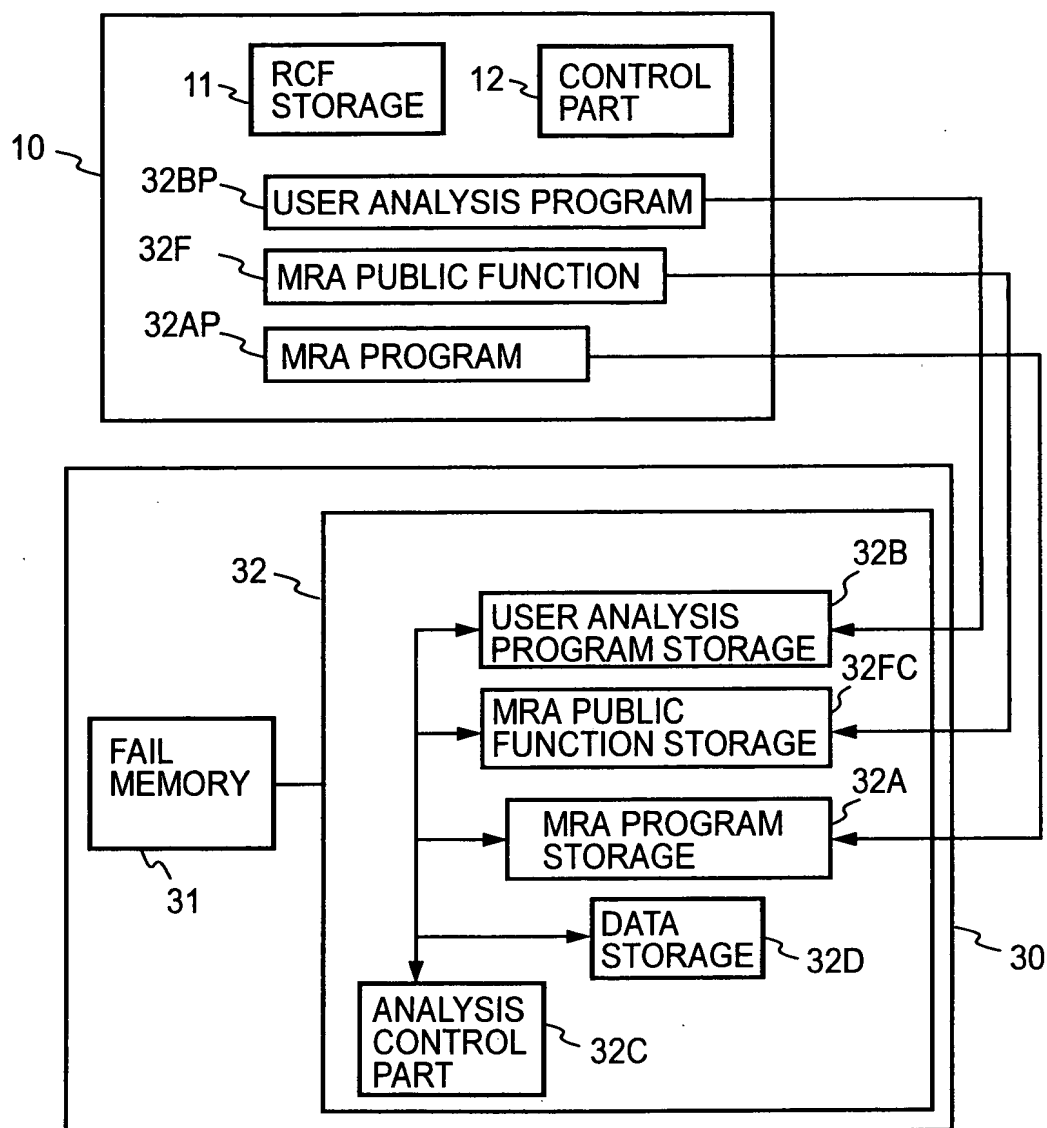 11
RCF
STORAGE
12
CONTROL
PART
10
32BP
USER ANALYSIS PROGRAM
32F
MRA PUBLIC FUNCTION
32AP
MRA PROGRAM
32
32B
USER ANALYSIS
PROGRAM STORAGE
32FC
MRA PUBLIC
FUNCTION STORAGE
FAIL
MEMORY
31
32A
MRA PROGRAM
STORAGE
DATA
STORAGE
32D
30
ANALYSIS
CONTROL
PART
32C